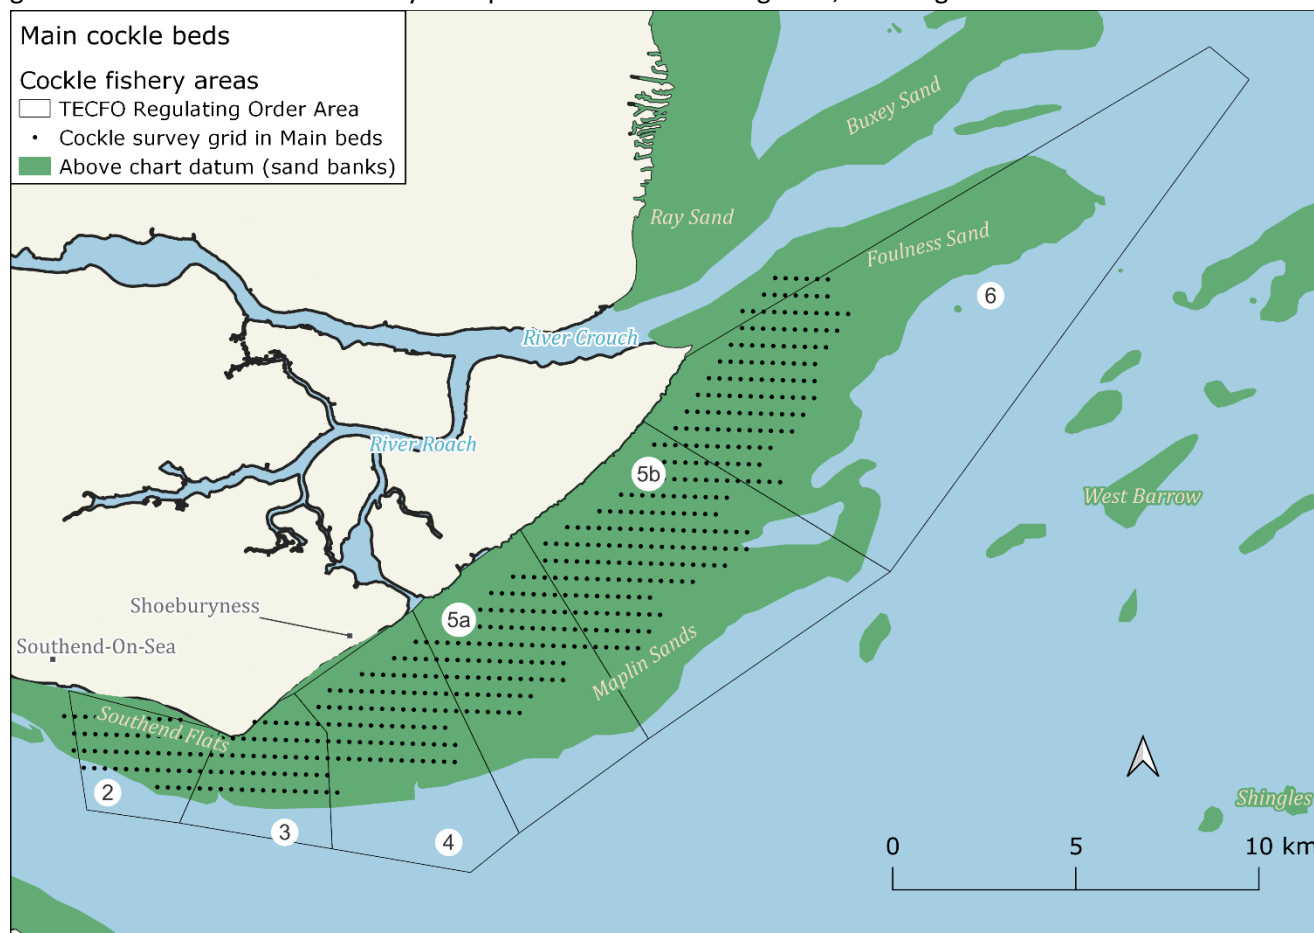 Main cockle beds
Cockle fishery areas
TECFO Regulating Order Area
Cockle survey grid in Main beds
Above chart datum (sand banks)
Buxey Sand
Ray Sand
Foulness Sand
6
River Crouch
River Roach
5b
West Barrow
Shoeburyness
5a
Southend-On-Sea
Maplin Sands
Southend Flats
2
3
4
Shingles
0 5 10 km